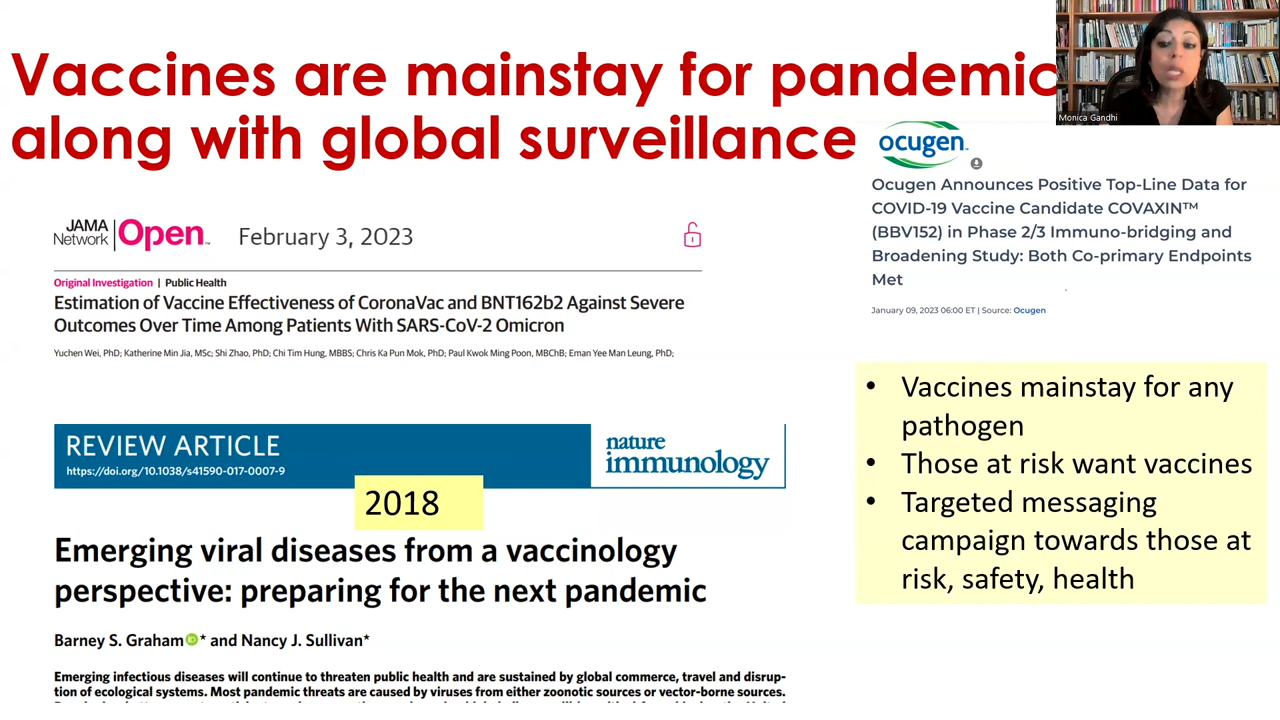 Vaccines are mainstay for pandemic
along with global surveillance
Monica Gandhi
ocugen
Ocugen Announces Positive Top-Line Data for
COVID-19 Vaccine Candidate COVAXIN™
(BBV152) in Phase 2/3 Immuno-bridging and
Broadening Study: Both Co-primary Endpoints
Met
January 09, 2023 06:00 ET | Source: Ocugen
JAMA Network Open™ February 3, 2023
Original Investigation | Public Health
Estimation of Vaccine Effectiveness of CoronaVac and BNT162b2 Against Severe
Outcomes Over Time Among Patients With SARS-CoV-2 Omicron
Yuchen Wei, PhD; Katherine Min Jia, MSc; Shi Zhao, PhD; Chi Tim Hung, MBBS; Chris Ka Pun Mok, PhD; Paul Kwok Ming Poon, MBChB; Eman Yee Man Leung, PhD;
REVIEW ARTICLE
https://doi.org/10.1038/s41590-017-0007-9
nature
immunology
2018
Emerging viral diseases from a vaccinology
perspective: preparing for the next pandemic
Barney S. Graham* and Nancy J. Sullivan*
Emerging infectious diseases will continue to threaten public health and are sustained by global commerce, travel and disrup-
tion of ecological systems. Most pandemic threats are caused by viruses from either zoonotic sources or vector-borne sources.
• Vaccines mainstay for any
pathogen
• Those at risk want vaccines
• Targeted messaging
campaign towards those at
risk, safety, health